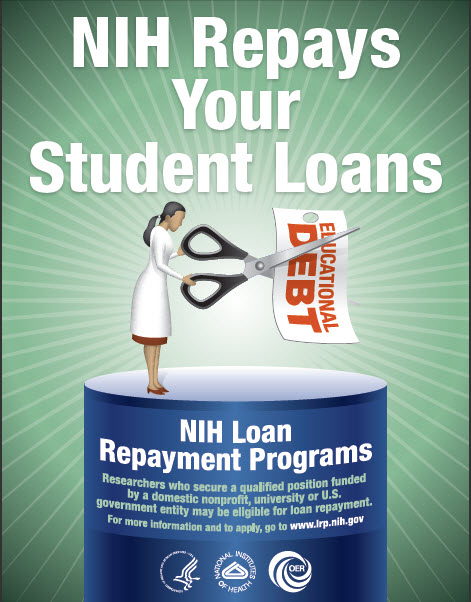 NIH Repays
Your
Student Loans
EDUCATIONAL
DEBT
NIH Loan
Repayment Programs
Researchers who secure a qualified position funded
by a domestic nonprofit, university or U.S.
government entity may be eligible for loan repayment.
For more information and to apply, go to www.lrp.nih.gov
NATIONAL INSTITUTES
OF HEALTH
OER